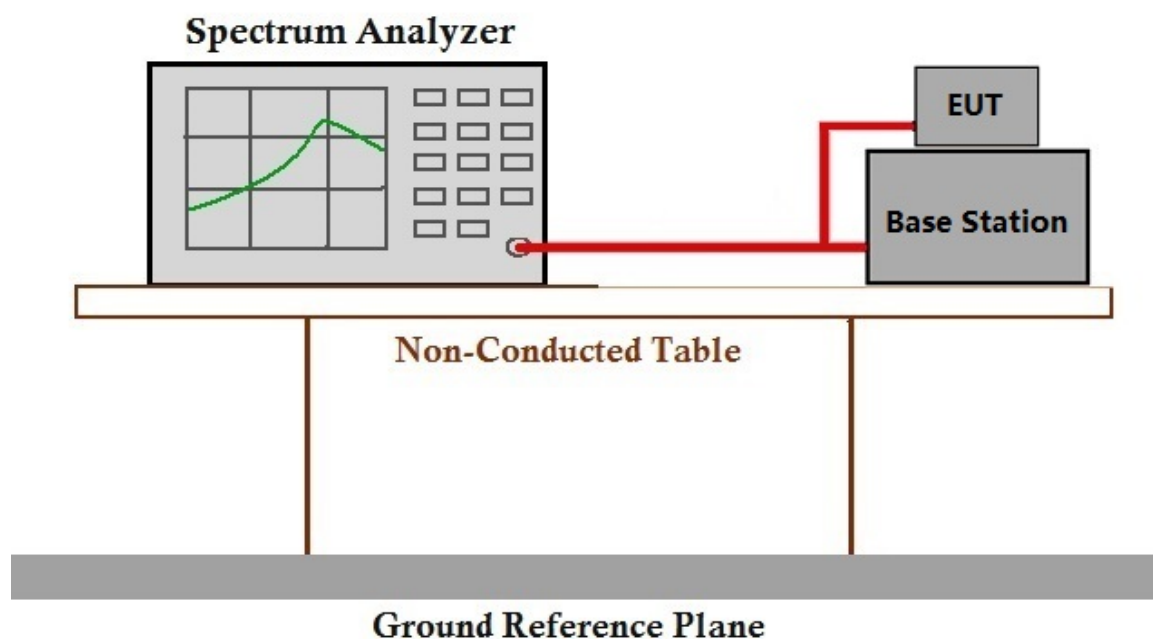 Spectrum Analyzer
EUT
Base Station
Non-Conducted Table
Ground Reference Plane